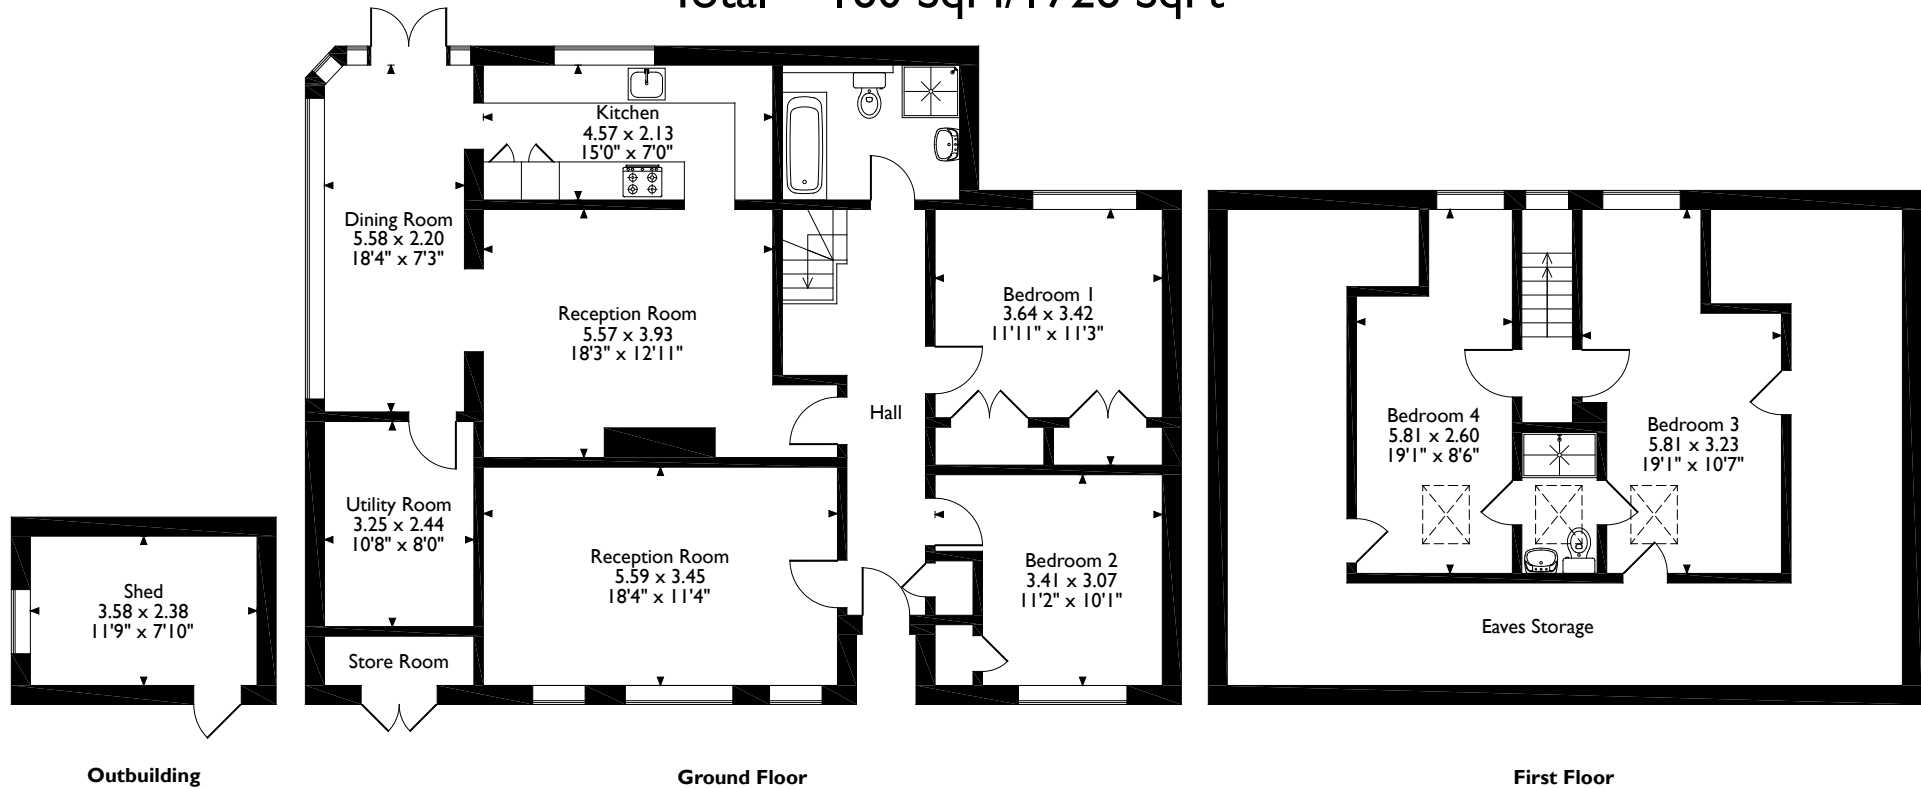 Kitchen
4.57 x 2.13
15'0" x 7'0"
Dining Room
5.58 x 2.20
18'4" x 7'3"
Reception Room
5.57 x 3.93
18'3" x 12'11"
Bedroom 1
3.64 x 3.42
11'11" x 11'3"
Hall
Bedroom 4
5.81 x 2.60
19'1" x 8'6"
Bedroom 3
5.81 x 3.23
19'1" x 10'7"
Utility Room
3.25 x 2.44
10'8" x 8'0"
Reception Room
5.59 x 3.45
18'4" x 11'4"
Bedroom 2
3.41 x 3.07
11'2" x 10'1"
Shed
3.58 x 2.38
11'9" x 7'10"
Store Room
Eaves Storage
Outbuilding
Ground Floor
First Floor